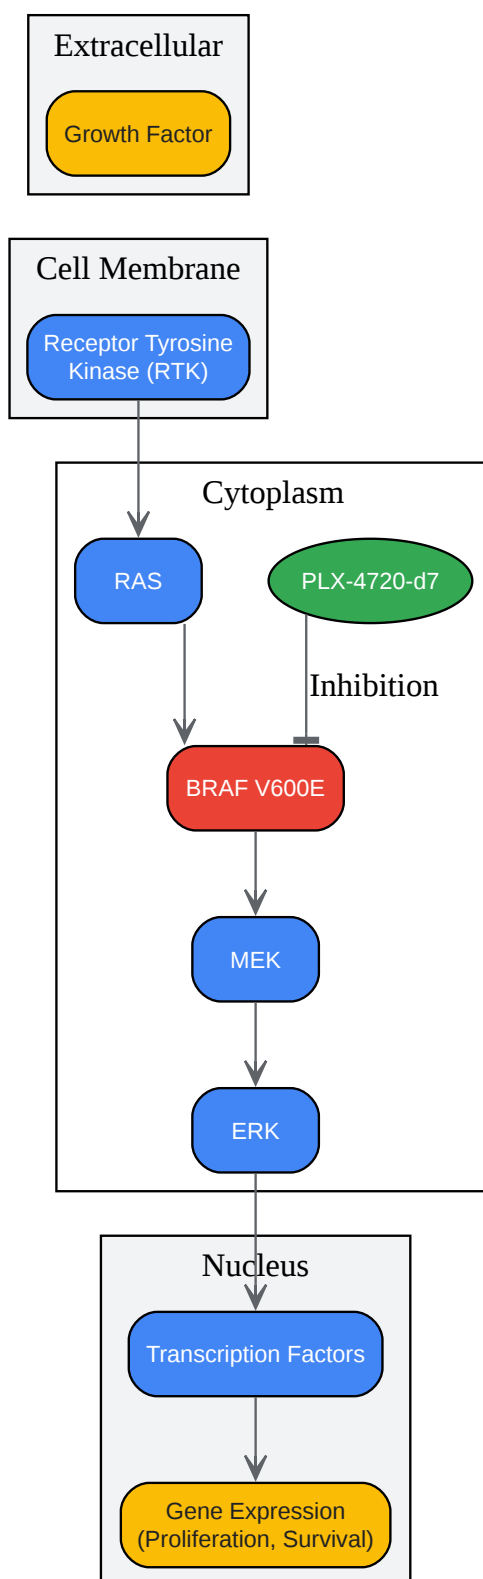 Extracellular
Growth Factor
Cell Membrane
Receptor Tyrosine
Kinase (RTK)
Cytoplasm
RAS
PLX-4720-d7
Inhibition
BRAF V600E
MEK
ERK
Nucleus
Transcription Factors
Gene Expression
(Proliferation, Survival)